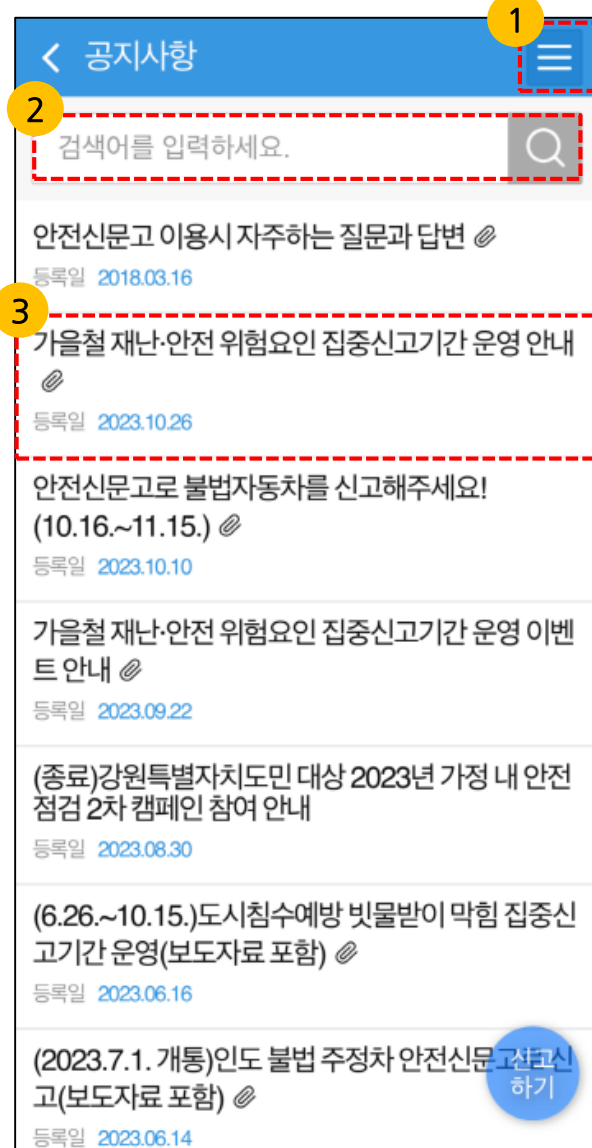 1
공지사항
2
검색어를 입력하세요.
안전신문고 이용시 자주하는 질문과 답변
등록일 2018.03.16
3
가을철 재난·안전 위험요인 집중신고기간 운영 안내
등록일 2023.10.26
안전신문고로 불법자동차를 신고해주세요!
(10.16.~11.15.)
등록일 2023.10.10
가을철 재난·안전 위험요인 집중신고기간 운영 이벤
트 안내
등록일 2023.09.22
(종료)강원특별자치도민 대상 2023년 가정 내 안전
점검 2차 캠페인 참여 안내
등록일 2023.08.30
(6.26.~10.15.)도시침수예방 빗물받이 막힘 집중신
고기간 운영(보도자료 포함)
등록일 2023.06.16
(2023.7.1. 개통)인도 불법 주정차 안전신문고로 신
고(보도자료 포함)
등록일 2023.06.14
신고
하기